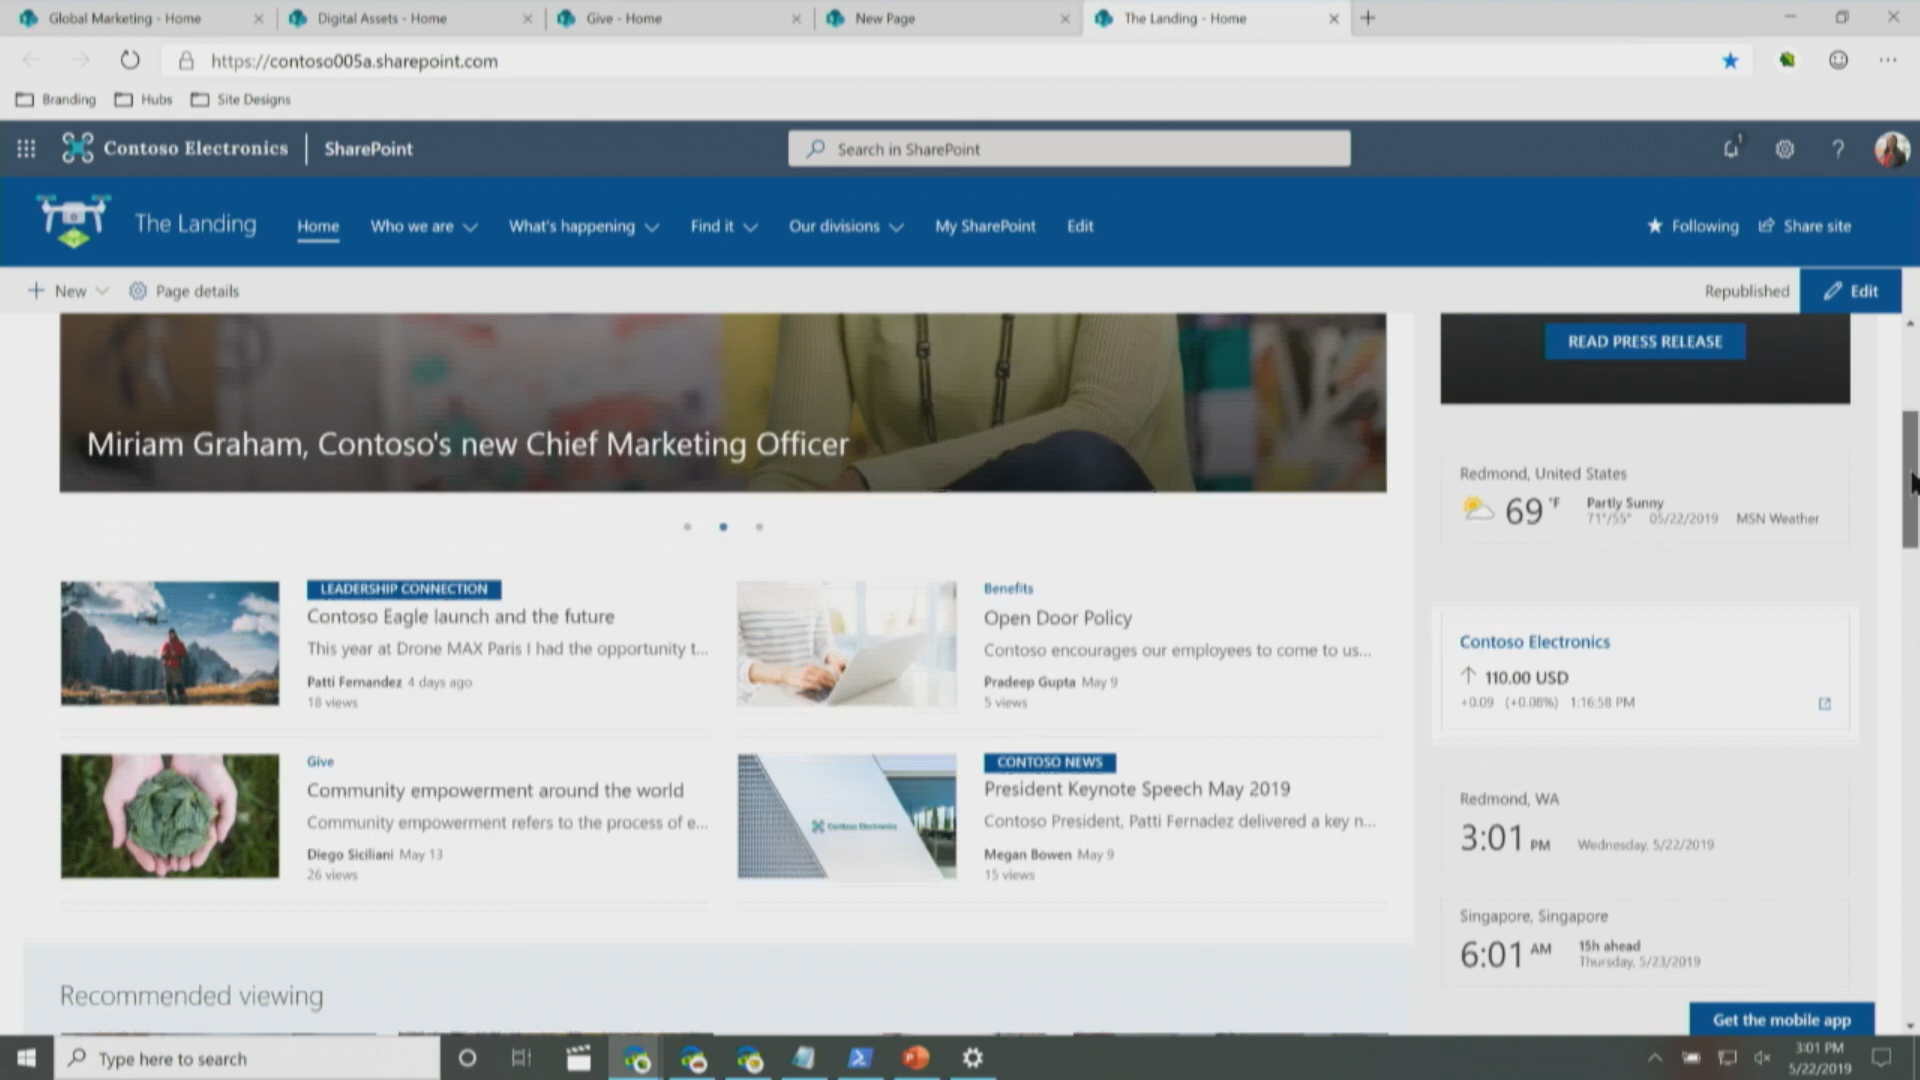 Global Marketing - Home
Digital Assets - Home
Give - Home
New Page
The Landing - Home
https://contoso005a.sharepoint.com
Branding
Hubs
Site Designs
Contoso Electronics
SharePoint
Search in SharePoint
1
?
The Landing
Home
Who we are
What's happening
Find it
Our divisions
My SharePoint
Edit
Following
Share site
New
Page details
Republished
Edit
READ PRESS RELEASE
Miriam Graham, Contoso's new Chief Marketing Officer
Redmond, United States
69 °F
Partly Sunny
71°/55° 05/22/2019 MSN Weather
LEADERSHIP CONNECTION
Contoso Eagle launch and the future
This year at Drone MAX Paris I had the opportunity t...
Patti Fernandez 4 days ago
18 views
Benefits
Open Door Policy
Contoso encourages our employees to come to us...
Pradeep Gupta May 9
5 views
Contoso Electronics
110.00 USD
+0.09 (+0.08%) 1:16:58 PM
Give
Community empowerment around the world
Community empowerment refers to the process of e...
Diego Siciliani May 13
26 views
Contoso Electronics
CONTOSO NEWS
President Keynote Speech May 2019
Contoso President, Patti Fernadez delivered a key n...
Megan Bowen May 9
15 views
Redmond, WA
3:01 PM Wednesday, 5/22/2019
Singapore, Singapore
6:01 AM
15h ahead
Thursday, 5/23/2019
Recommended viewing
Get the mobile app
Type here to search
3:01 PM
5/22/2019